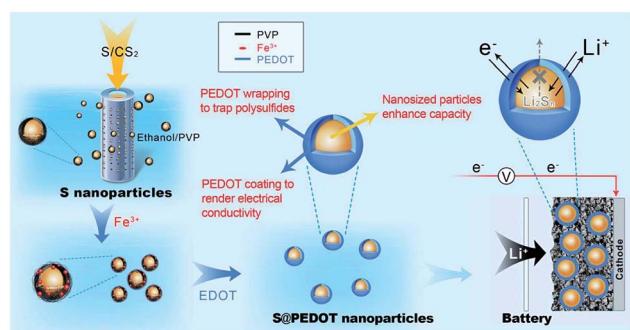 S/CS2
Ethanol/PVP
S nanoparticles
Fe3+
PVP
Fe3+
PEDOT
PEDOT wrapping
to trap polysulfides
Nanosized particles
enhance capacity
PEDOT coating to
render electrical
conductivity
EDOT
S@PEDOT nanoparticles
e-
Li+
Li2Sn
e-
V
e-
Li+
Cathode
Battery